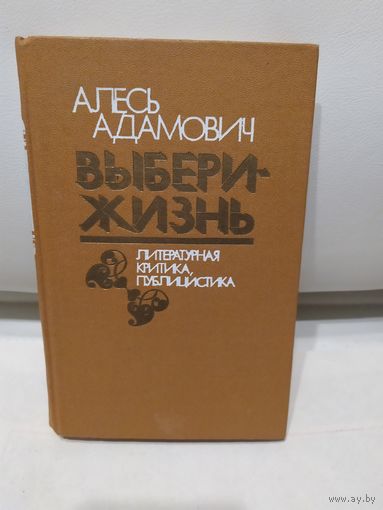 АЛЕСЬ
АДАМОВИЧ
ВЫБЕРИ-
ЖИЗНЬ
ЛИТЕРАТУРНАЯ
КРИТИКА,
ПУБЛИЦИСТИКА
www.ay.by